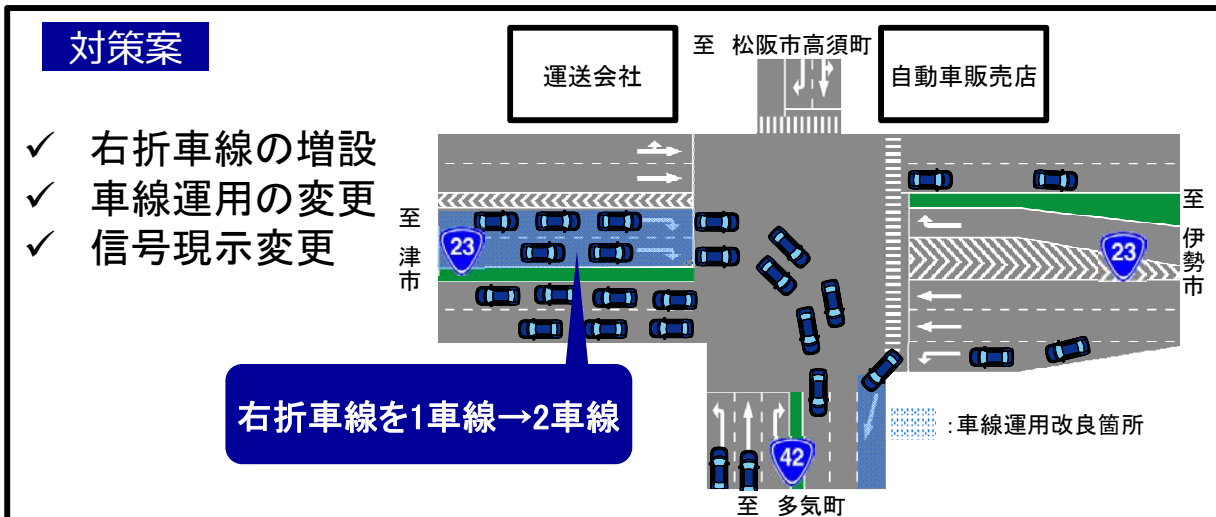 対策案
✓ 右折車線の増設
✓ 車線運用の変更
✓ 信号現示変更
運送会社
至 松阪市高須町
自動車販売店
至津市
23
至伊勢市
23
右折車線を1車線→2車線
:車線運用改良箇所
42
至 多気町